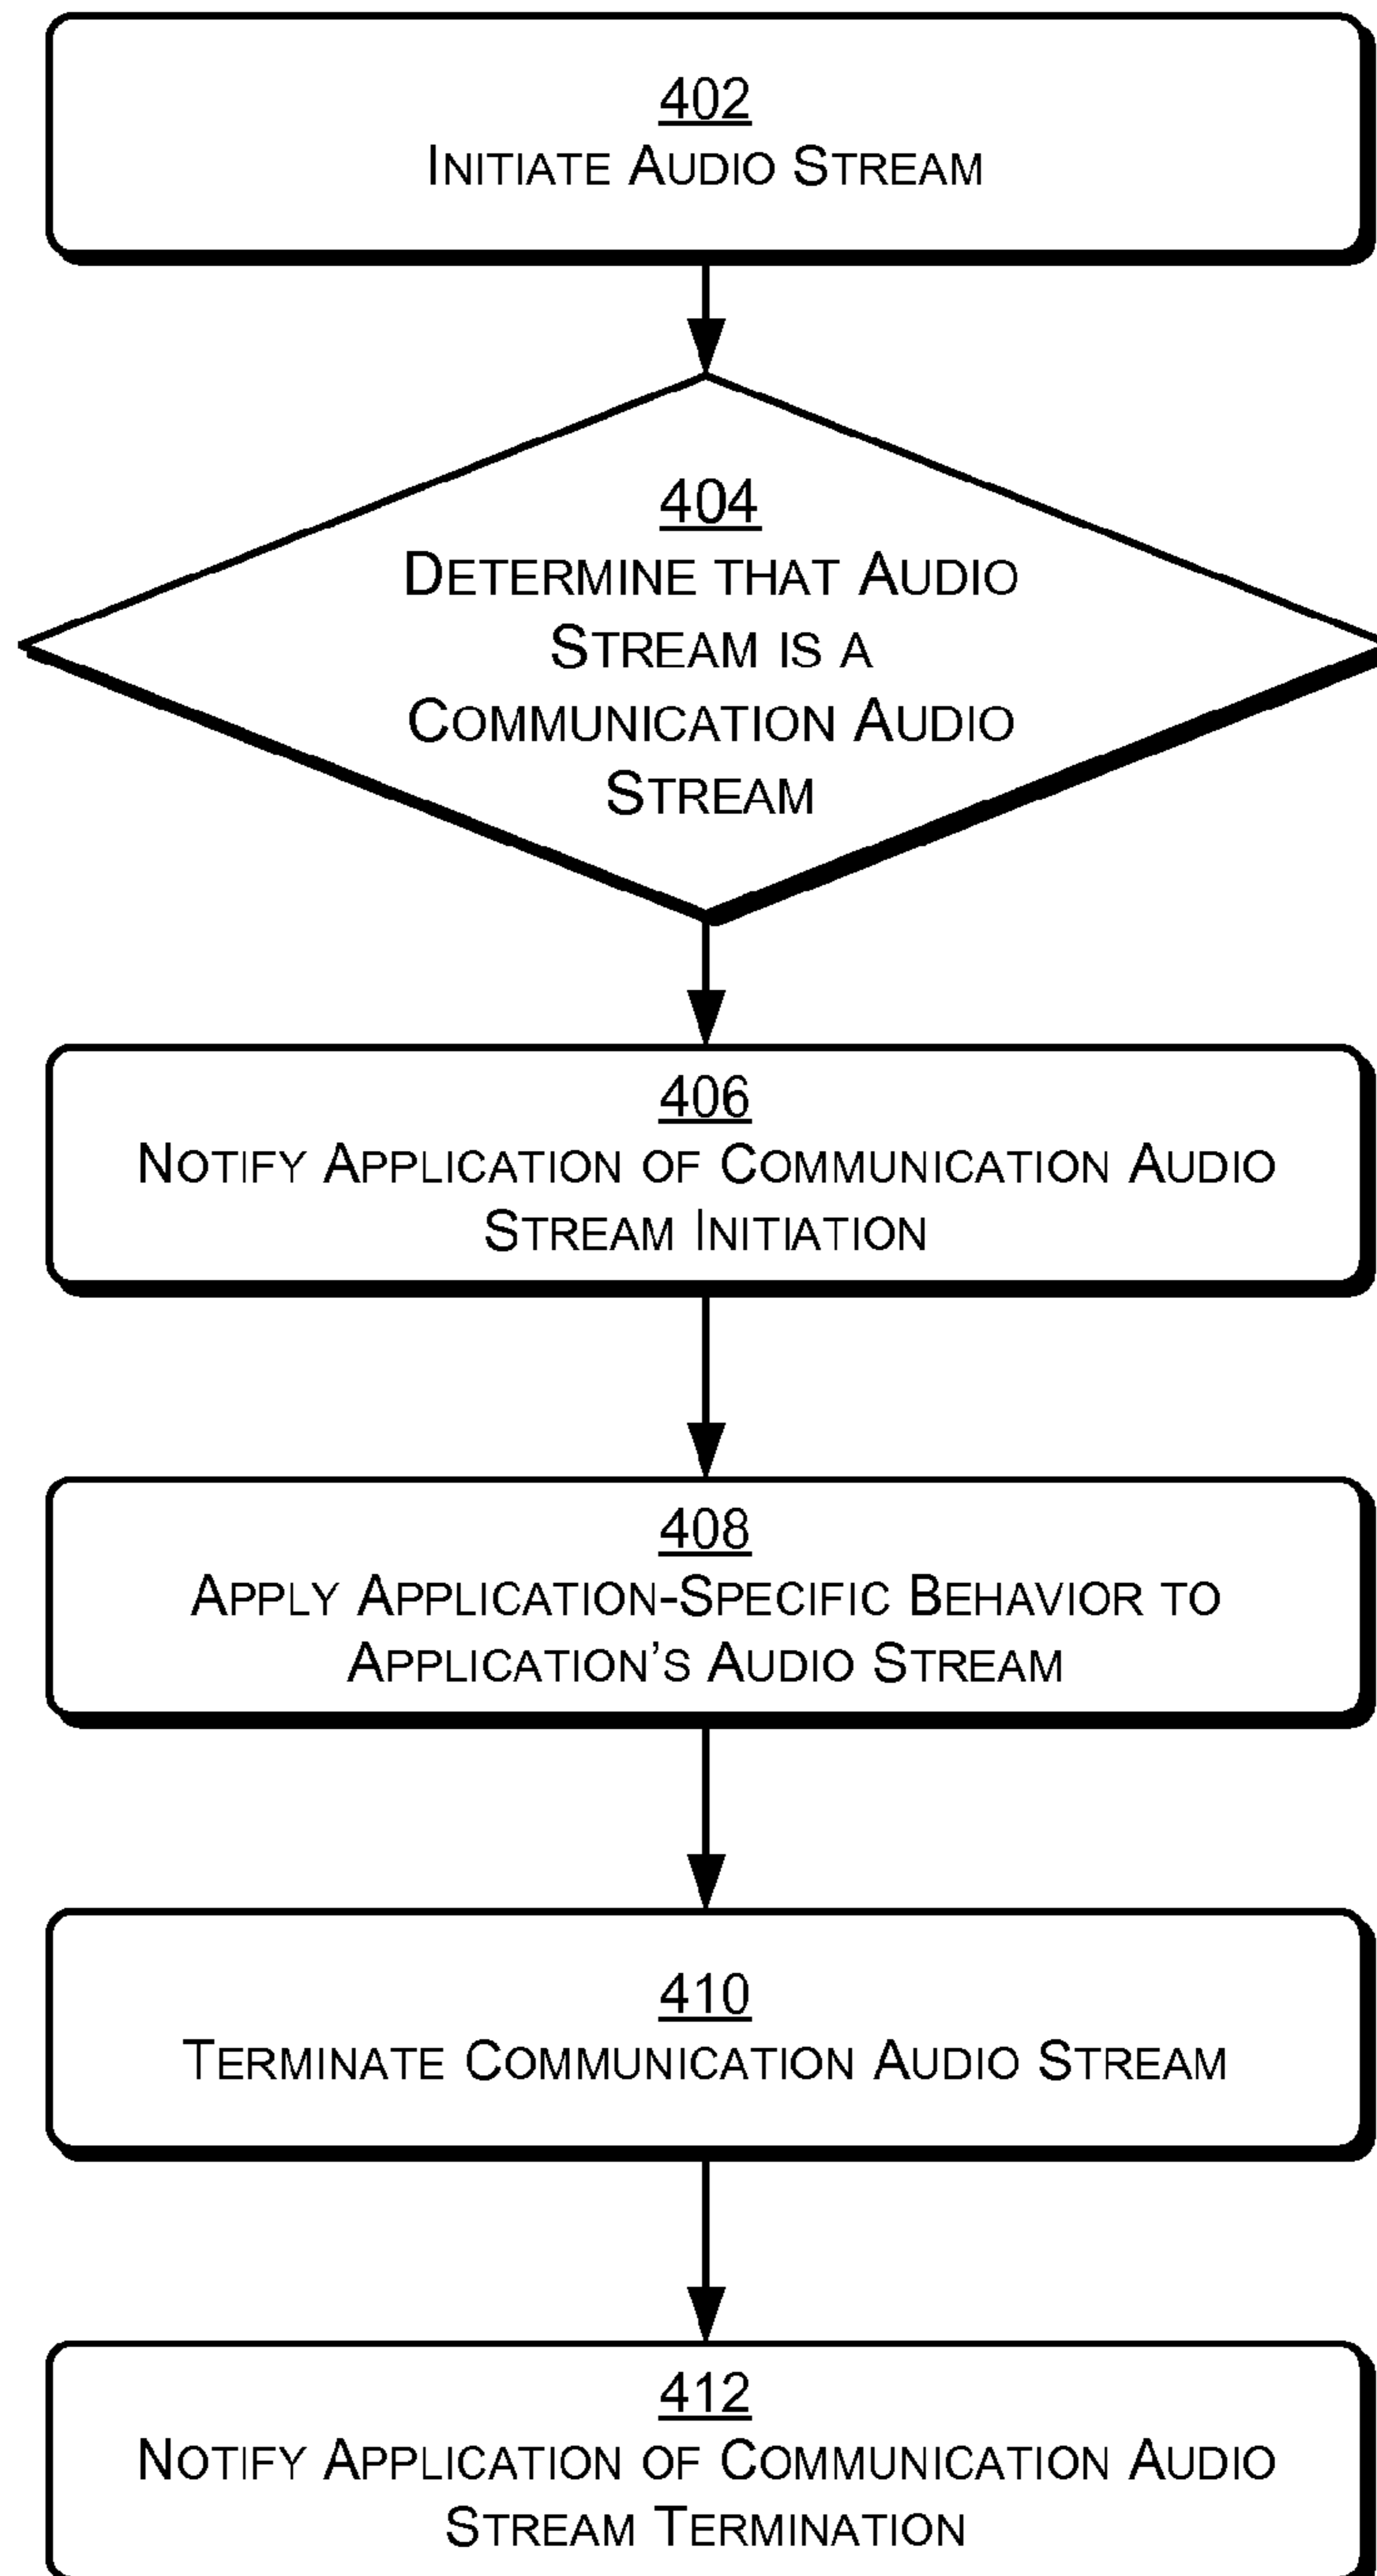 402
INITIATE AUDIO STREAM
404
DETERMINE THAT AUDIO
STREAM IS A
COMMUNICATION AUDIO
STREAM
406
NOTIFY APPLICATION OF COMMUNICATION AUDIO
STREAM INITIATION
408
APPLY APPLICATION-SPECIFIC BEHAVIOR TO
APPLICATION'S AUDIO STREAM
410
TERMINATE COMMUNICATION AUDIO STREAM
412
NOTIFY APPLICATION OF COMMUNICATION AUDIO
STREAM TERMINATION